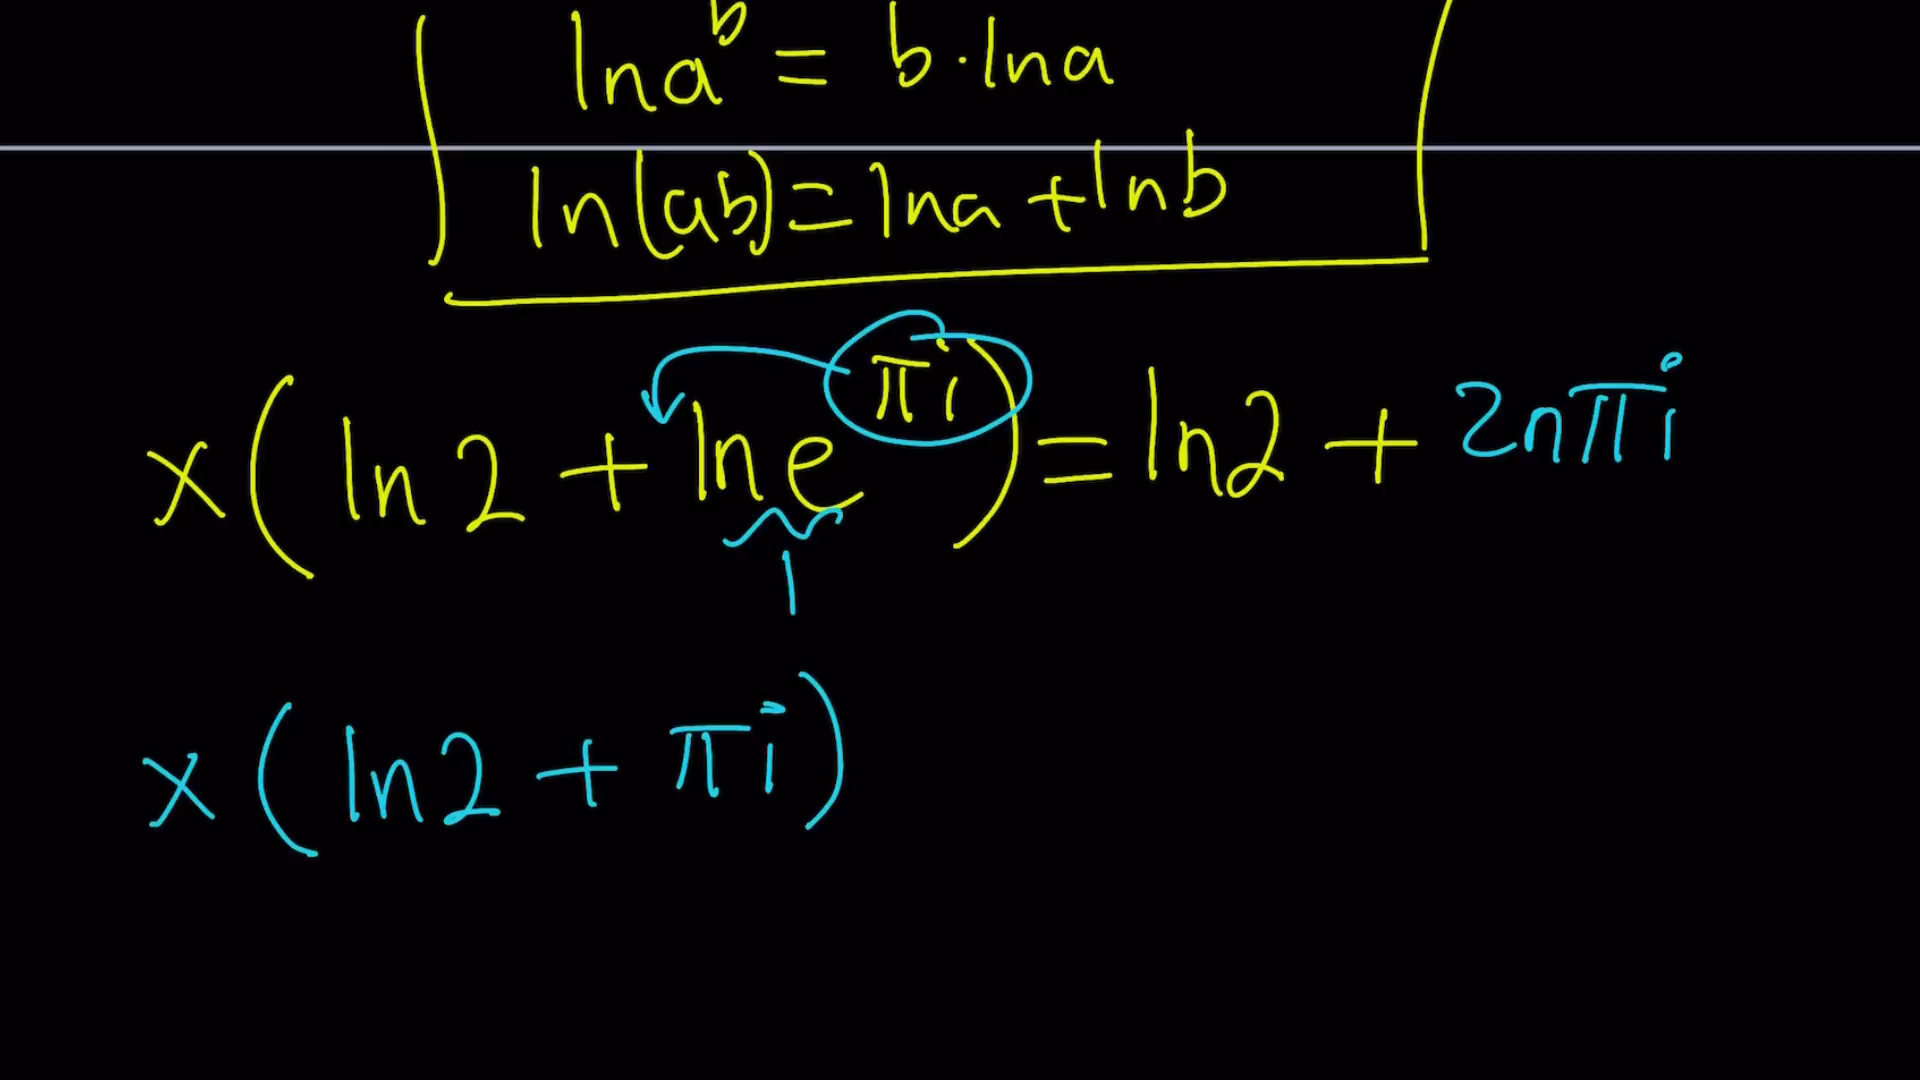 ln a^b = b · ln a
ln(ab) = ln a + ln b
x(ln 2 + ln e^{πi}) = ln 2 + 2nπi
1
x(ln 2 + πi)